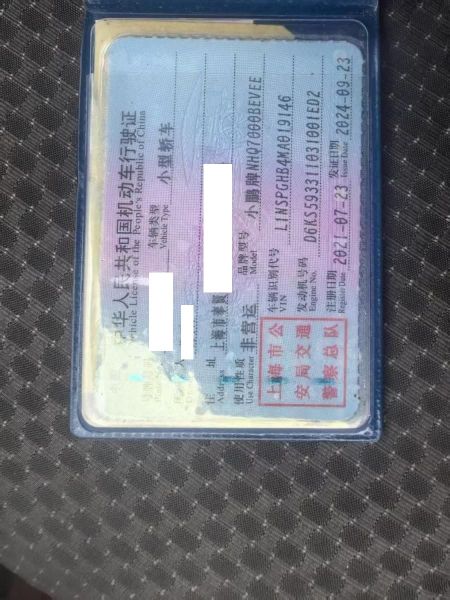 中华人民共和国机动车行驶证
Vehicle License of the People's Republic of China
车辆类型 小型轿车
Vehicle Type
人
住 址 上海市奉贤
Address
使用性质 非营运
Use Character
品牌型号 小鹏牌NHQ7000BEVEE
Model
上海市公
安局交通
警察总队
车辆识别代号 L1NSPGHB4MA019146
VIN
发动机号码 D6KS593311031001ED2
Engine No.
注册日期 2021-07-23 发证日期 2024-09-23
Register Date Issue Date